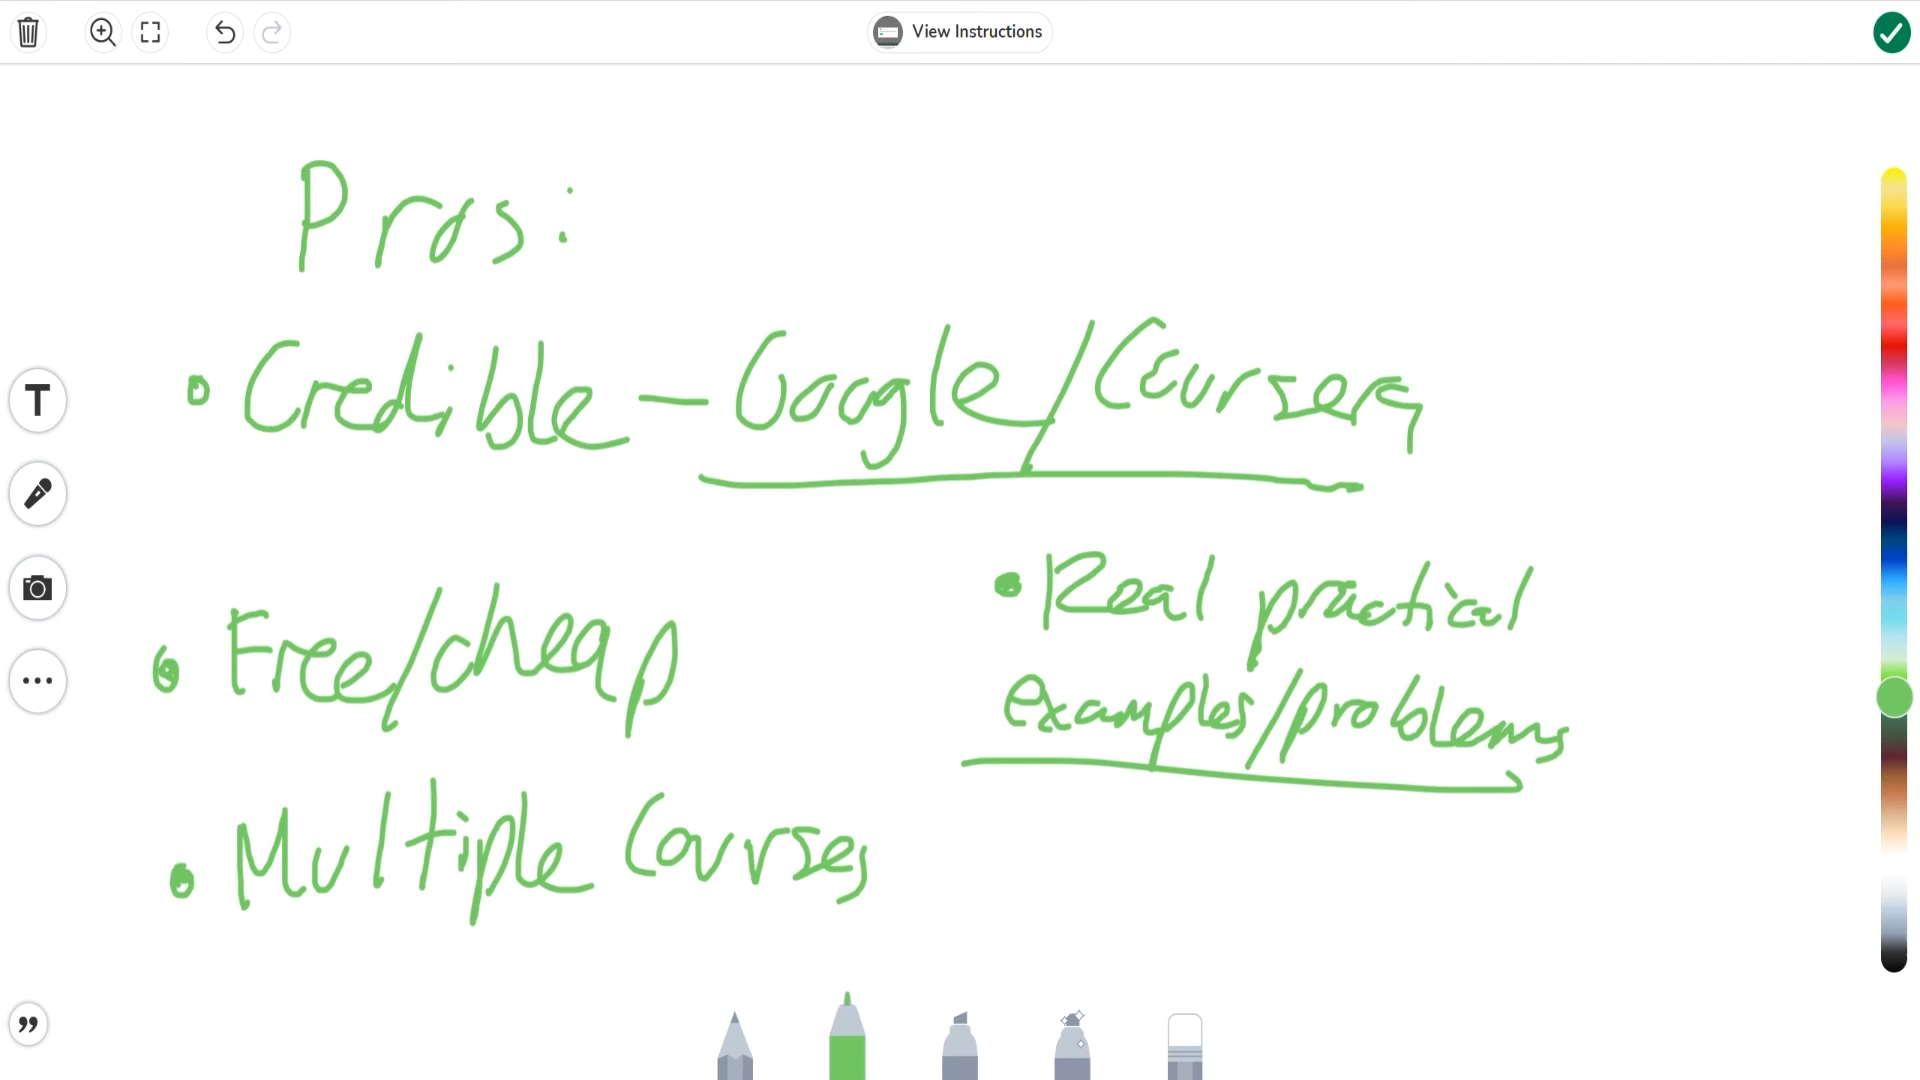 View Instructions
Pros:
Credible - Google/Coursera
Free/cheap
Multiple Courses
Real practical
examples/problems
T